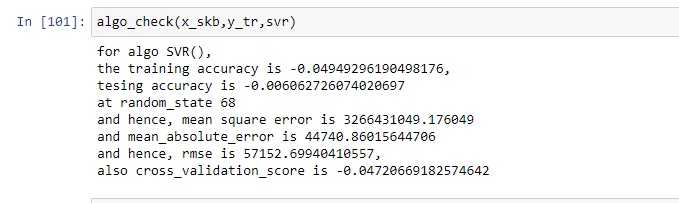 In [101]: algo_check(x_skb,y_tr,svr)
for algo SVR(),
the training accuracy is -0.04949296190498176,
tesing accuracy is -0.006062726074020697
at random_state 68
and hence, mean square error is 3266431049.176049
and mean_absolute_error is 44740.86015644706
and hence, rmse is 57152.69940410557,
also cross_validation_score is -0.04720669182574642